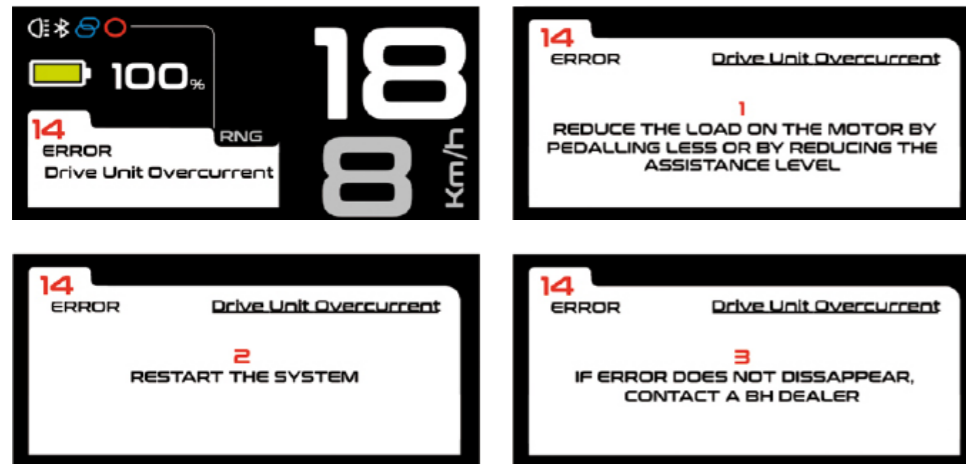 100%
18
8
Km/h
RNG
14
ERROR
Drive Unit Overcurrent
14
ERROR
Drive Unit Overcurrent
1
REDUCE THE LOAD ON THE MOTOR BY
PEDALLING LESS OR BY REDUCING THE
ASSISTANCE LEVEL
14
ERROR
Drive Unit Overcurrent
2
RESTART THE SYSTEM
14
ERROR
Drive Unit Overcurrent
3
IF ERROR DOES NOT DISSAPPEAR,
CONTACT A BH DEALER